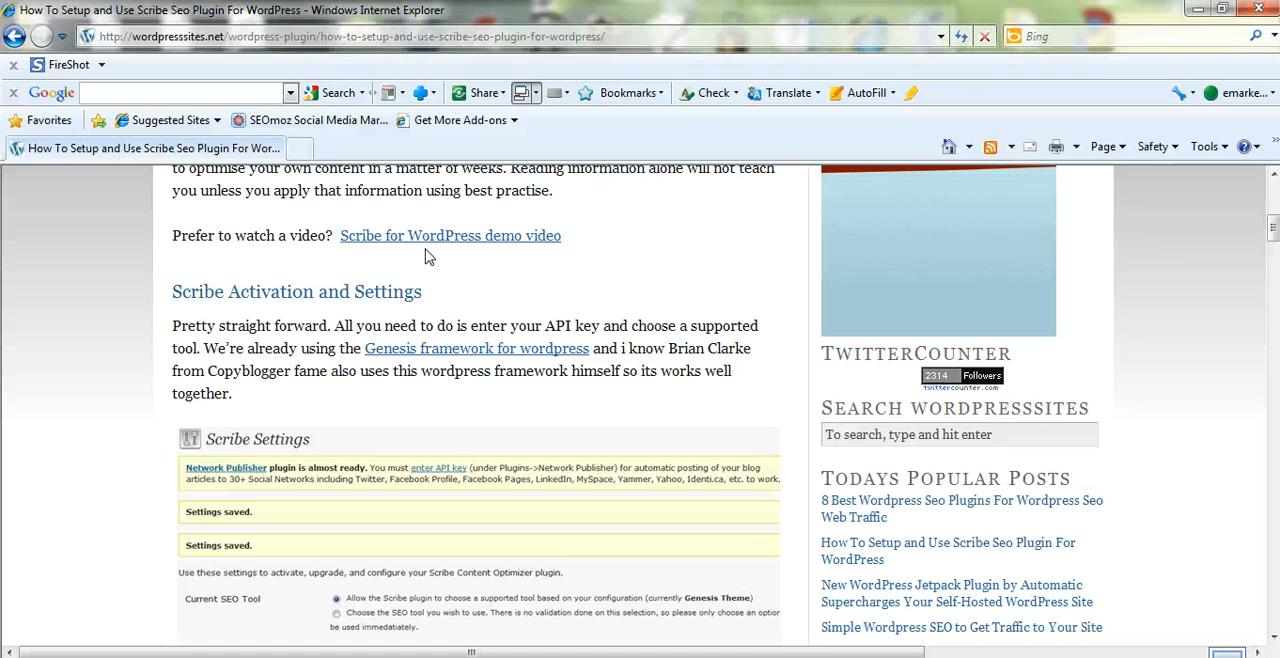 How To Setup and Use Scribe Seo Plugin For WordPress - Windows Internet Explorer
http://wordpresssites.net/wordpress-plugin/how-to-setup-and-use-scribe-seo-plugin-for-wordpress/
Bing
x S FireShot
x Google Search Share Bookmarks Check Translate AutoFill emarke...
Favorites Suggested Sites SEOmoz Social Media Mar... Get More Add-ons
How To Setup and Use Scribe Seo Plugin For Wor...
Page Safety Tools
to optimise your own content in a matter of weeks. Reading information alone will not teach
you unless you apply that information using best practise.
Prefer to watch a video? Scribe for WordPress demo video
Scribe Activation and Settings
Pretty straight forward. All you need to do is enter your API key and choose a supported
tool. We're already using the Genesis framework for wordpress and i know Brian Clarke
from Copyblogger fame also uses this wordpress framework himself so its works well
together.
Scribe Settings
Network Publisher plugin is almost ready. You must enter API key (under Plugins->Network Publisher) for automatic posting of your blog
articles to 30+ Social Networks including Twitter, Facebook Profile, Facebook Pages, LinkedIn, MySpace, Yammer, Yahoo, Identi.ca, etc. to work.
Settings saved.
Settings saved.
Use these settings to activate, upgrade, and configure your Scribe Content Optimizer plugin.
Current SEO Tool
Allow the Scribe plugin to choose a supported tool based on your configuration (currently Genesis Theme)
Choose the SEO tool you wish to use. There is no validation done on this selection, so please only choose an option
be used immediately.
TwitterCounter
2314 Followers
twittercounter.com
Search wordpresssites
To search, type and hit enter
Todays Popular Posts
8 Best Wordpress Seo Plugins For Wordpress Seo
Web Traffic
How To Setup and Use Scribe Seo Plugin For
WordPress
New WordPress Jetpack Plugin by Automatic
Supercharges Your Self-Hosted WordPress Site
Simple Wordpress SEO to Get Traffic to Your Site